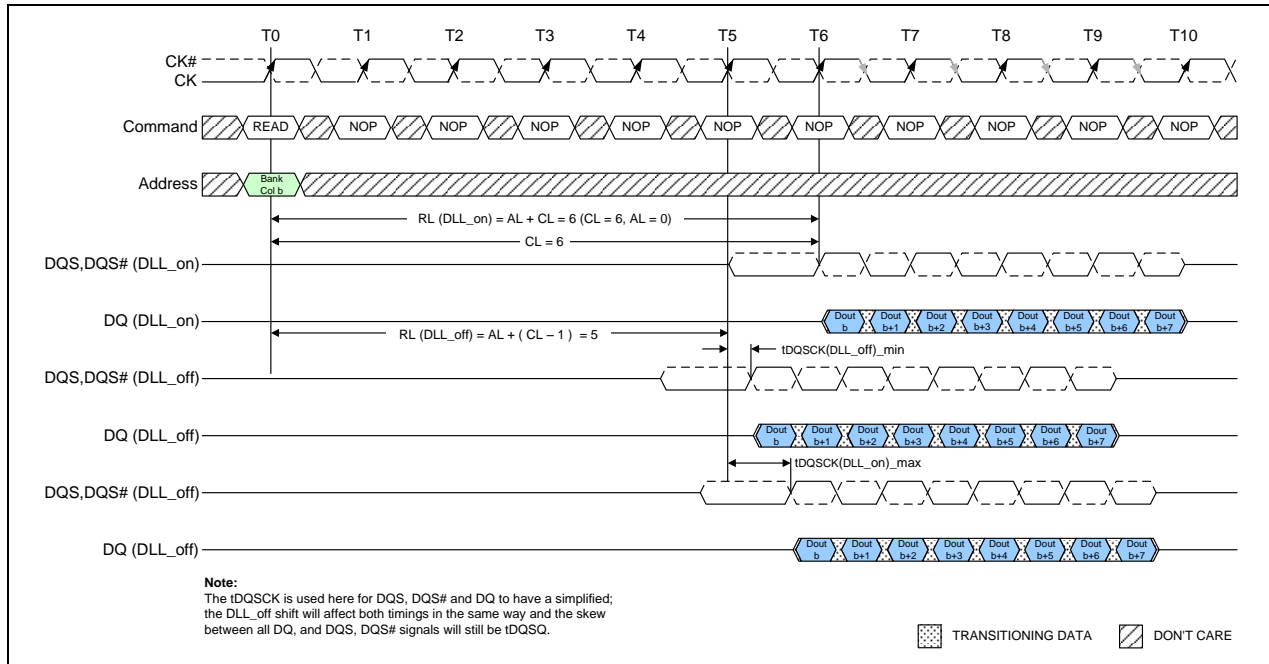 T0 T1 T2 T3 T4 T5 T6 T7 T8 T9 T10
CK#
CK
Command READ NOP NOP NOP NOP NOP NOP NOP NOP NOP NOP
Address Bank
Col b
RL (DLL_on) = AL + CL = 6 (CL = 6, AL = 0)
CL = 6
DQS,DQS# (DLL_on)
DQ (DLL_on) Dout Dout Dout Dout Dout Dout Dout Dout
b b+1 b+2 b+3 b+4 b+5 b+6 b+7
RL (DLL_off) = AL + ( CL – 1 ) = 5
tDQSCK(DLL_off)_min
DQS,DQS# (DLL_off)
DQ (DLL_off) Dout Dout Dout Dout Dout Dout Dout Dout
b b+1 b+2 b+3 b+4 b+5 b+6 b+7
tDQSCK(DLL_on)_max
DQS,DQS# (DLL_off)
DQ (DLL_off) Dout Dout Dout Dout Dout Dout Dout Dout
b b+1 b+2 b+3 b+4 b+5 b+6 b+7
Note:
The tDQSCK is used here for DQS, DQS# and DQ to have a simplified;
the DLL_off shift will affect both timings in the same way and the skew
between all DQ, and DQS, DQS# signals will still be tDQSQ.
TRANSITIONING DATA DON'T CARE